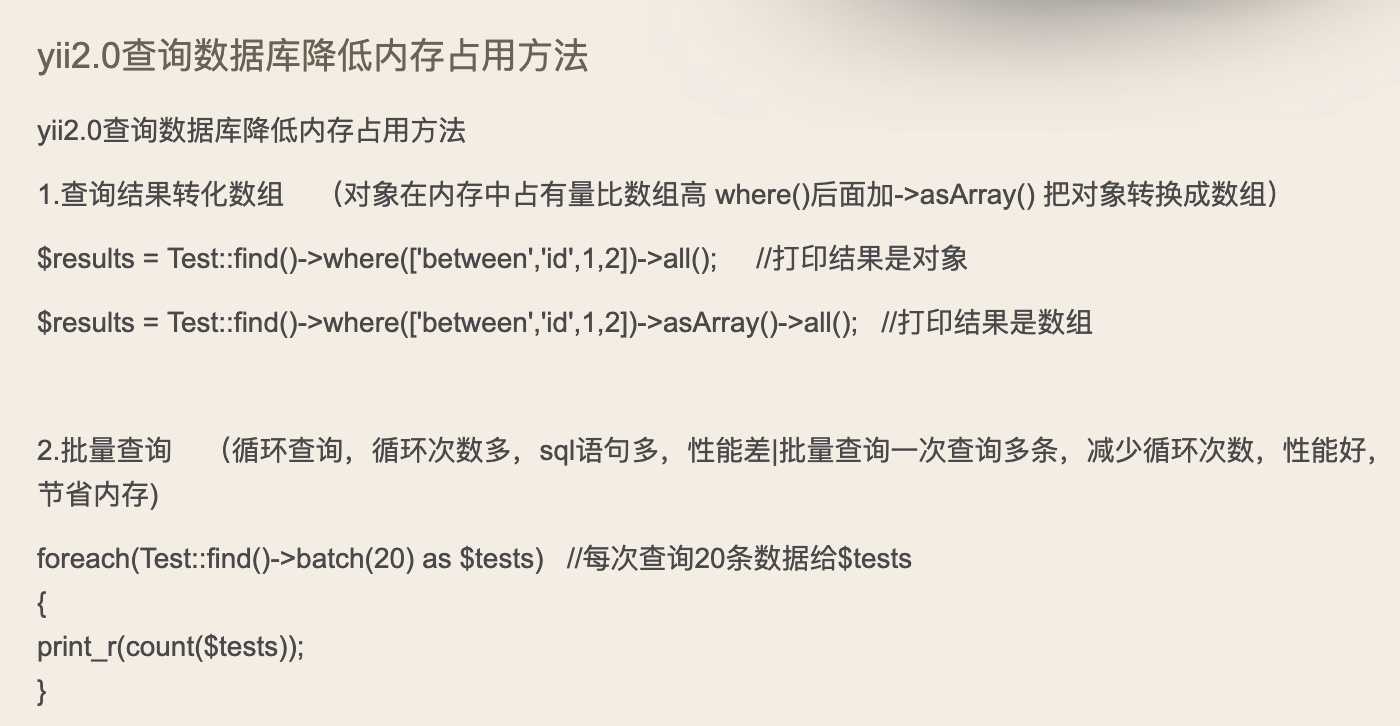 yii2.0查询数据库降低内存占用方法
yii2.0查询数据库降低内存占用方法
1.查询结果转化数组 （对象在内存中占有量比数组高 where()后面加->asArray() 把对象转换成数组）
$results = Test::find()->where(['between','id',1,2])->all(); //打印结果是对象
$results = Test::find()->where(['between','id',1,2])->asArray()->all(); //打印结果是数组
2.批量查询 （循环查询，循环次数多，sql语句多，性能差|批量查询一次查询多条，减少循环次数，性能好，
节省内存)
foreach(Test::find()->batch(20) as $tests) //每次查询20条数据给$tests
{
print_r(count($tests));
}